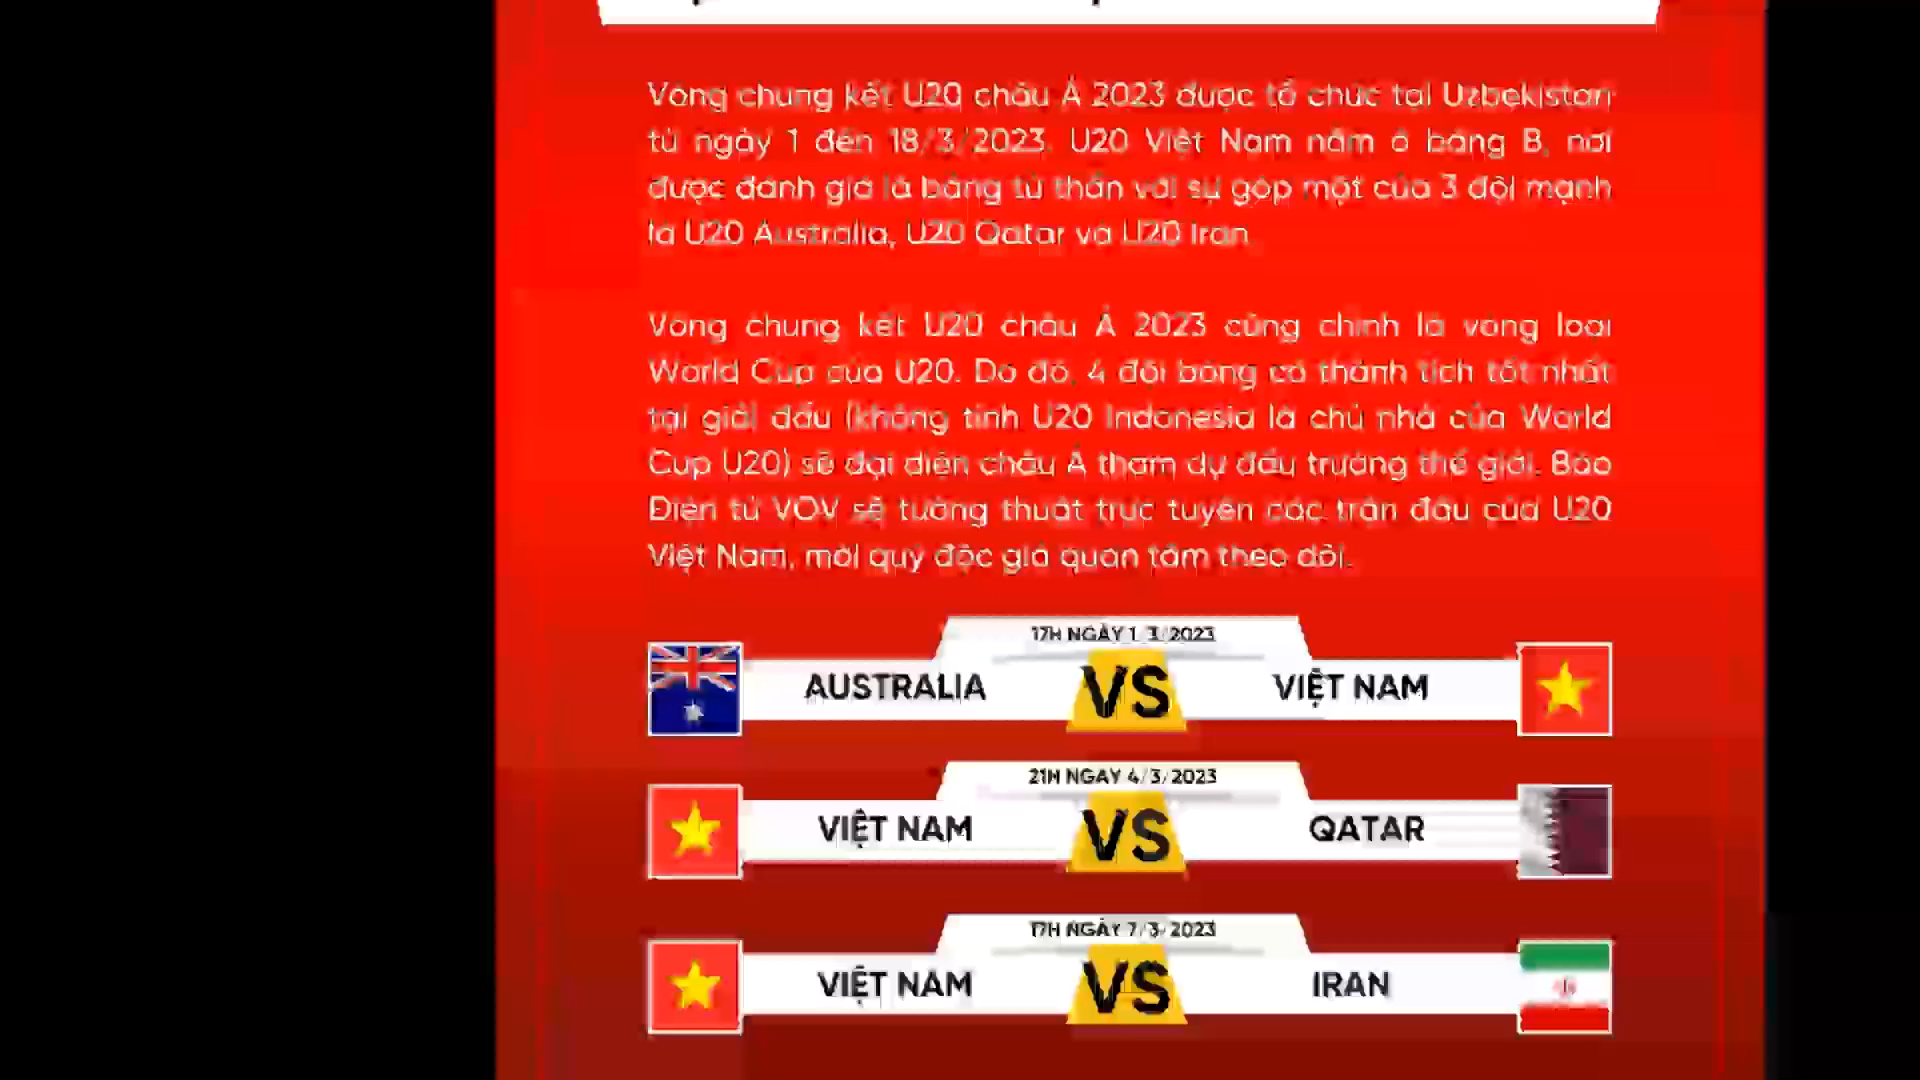 Vòng chung kết U20 châu Á 2023 được tổ chức tại Uzbekistan
từ ngày 1 đến 18/3/2023. U20 Việt Nam nằm ở bảng B, nơi
được đánh giá là bảng tử thần với sự góp mặt của 3 đội mạnh
là U20 Australia, U20 Qatar và U20 Iran.
Vòng chung kết U20 châu Á 2023 cũng chính là vòng loại
World Cup của U20. Do đó, 4 đội bóng có thành tích tốt nhất
tại giải đấu (không tính U20 Indonesia là chủ nhà của World
Cup U20) sẽ đại diện châu Á tham dự đấu trường thế giới. Báo
Điện tử VOV sẽ tường thuật trực tuyến các trận đấu của U20
Việt Nam, mời quý độc giả quan tâm theo dõi.
17H NGÀY 1/3/2023
AUSTRALIA VS VIỆT NAM
21H NGÀY 4/3/2023
VIỆT NAM VS QATAR
17H NGÀY 7/3/2023
VIỆT NAM VS IRAN